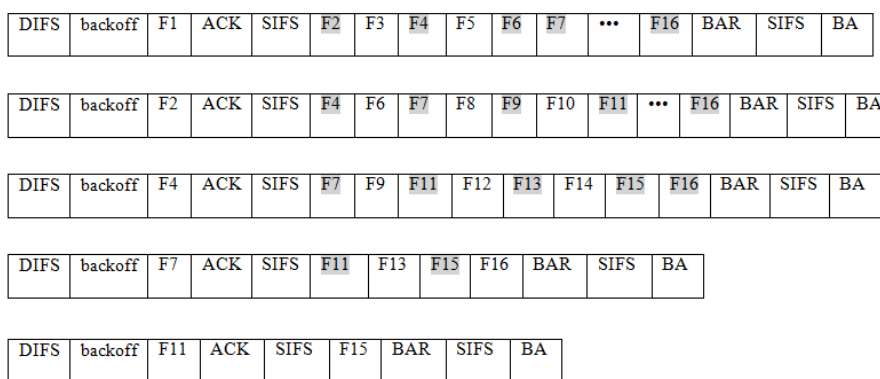 DIFS backoff F1 ACK SIFS F2 F3 F4 F5 F6 F7 ••• F16 BAR SIFS BA
DIFS backoff F2 ACK SIFS F4 F6 F7 F8 F9 F10 F11 ••• F16 BAR SIFS BA
DIFS backoff F4 ACK SIFS F7 F9 F11 F12 F13 F14 F15 F16 BAR SIFS BA
DIFS backoff F7 ACK SIFS F11 F13 F15 F16 BAR SIFS BA
DIFS backoff F11 ACK SIFS F15 BAR SIFS BA